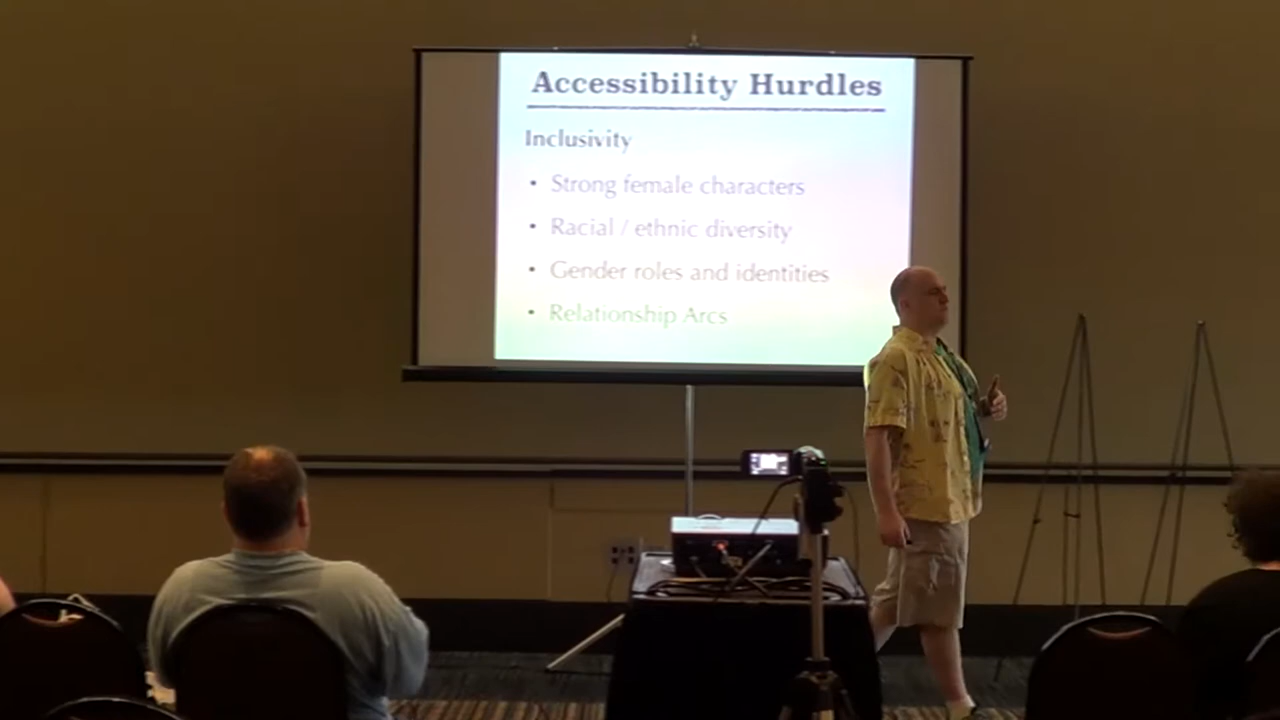 Accessibility Hurdles
Inclusivity
• Strong female characters
• Racial / ethnic diversity
• Gender roles and identities
• Relationship Arcs